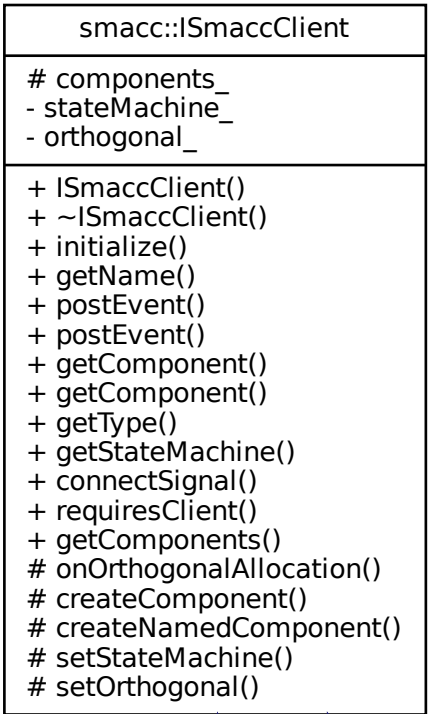 smacc::ISmaccClient
# components_
- stateMachine_
- orthogonal_
+ ISmaccClient()
+ ~ISmaccClient()
+ initialize()
+ getName()
+ postEvent()
+ postEvent()
+ getComponent()
+ getComponent()
+ getType()
+ getStateMachine()
+ connectSignal()
+ requiresClient()
+ getComponents()
# onOrthogonalAllocation()
# createComponent()
# createNamedComponent()
# setStateMachine()
# setOrthogonal()